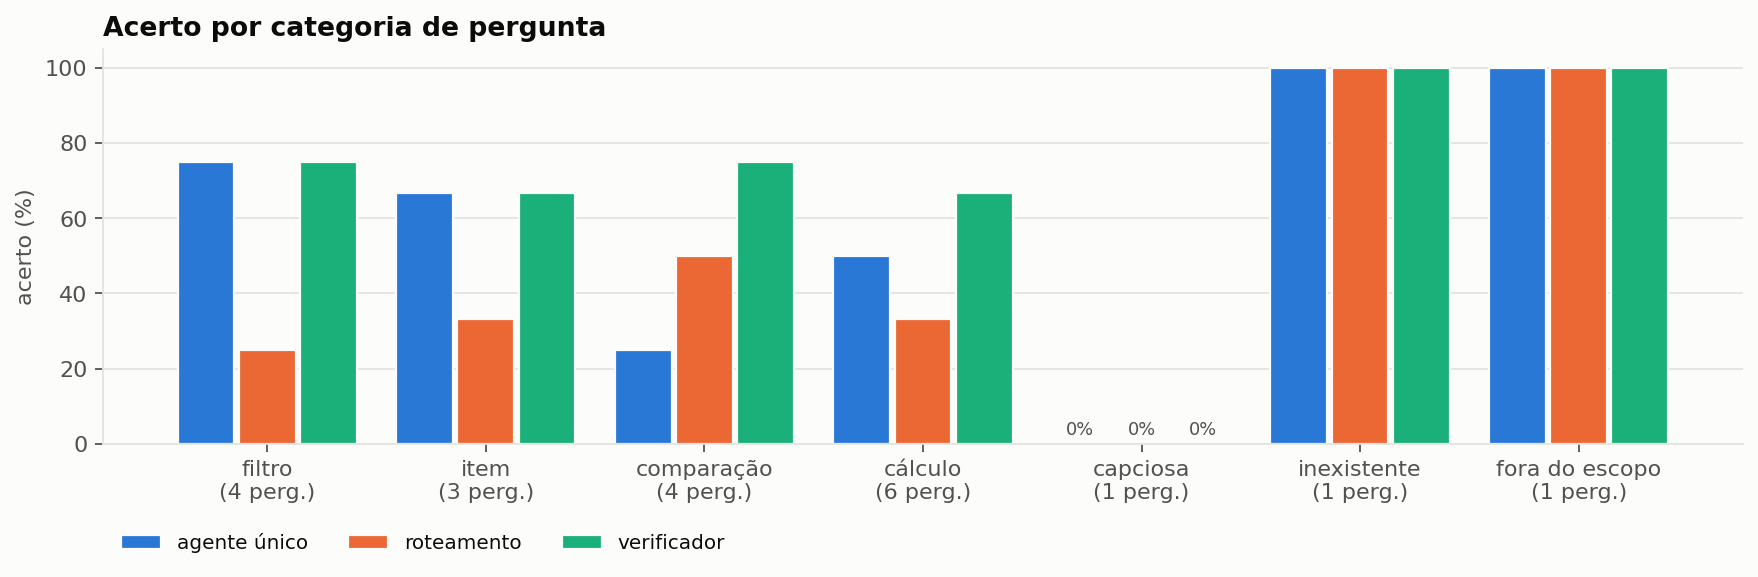 Acerto por categoria de pergunta
acerto (%)
100
80
60
40
20
0
0% 0% 0%
filtro
(4 perg.)
item
(3 perg.)
comparação
(4 perg.)
cálculo
(6 perg.)
capciosa
(1 perg.)
inexistente
(1 perg.)
fora do escopo
(1 perg.)
agente único roteamento verificador